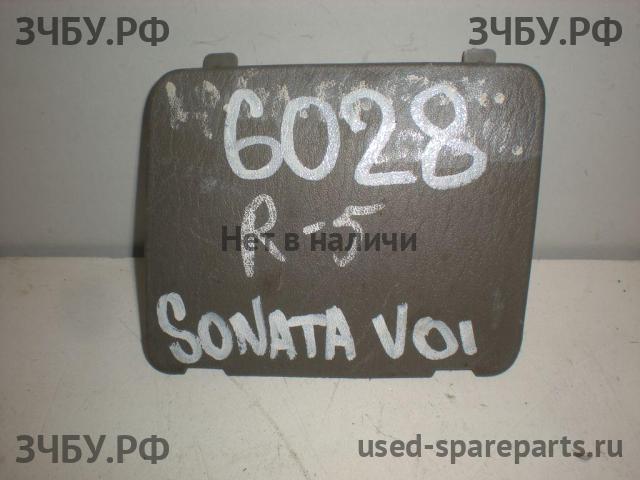 ЗЧБУ.РФ ЗЧБУ.РФ
6028
R-5
Нет в наличи
SONATA V01
ЗЧБУ.РФ used-spareparts.ru